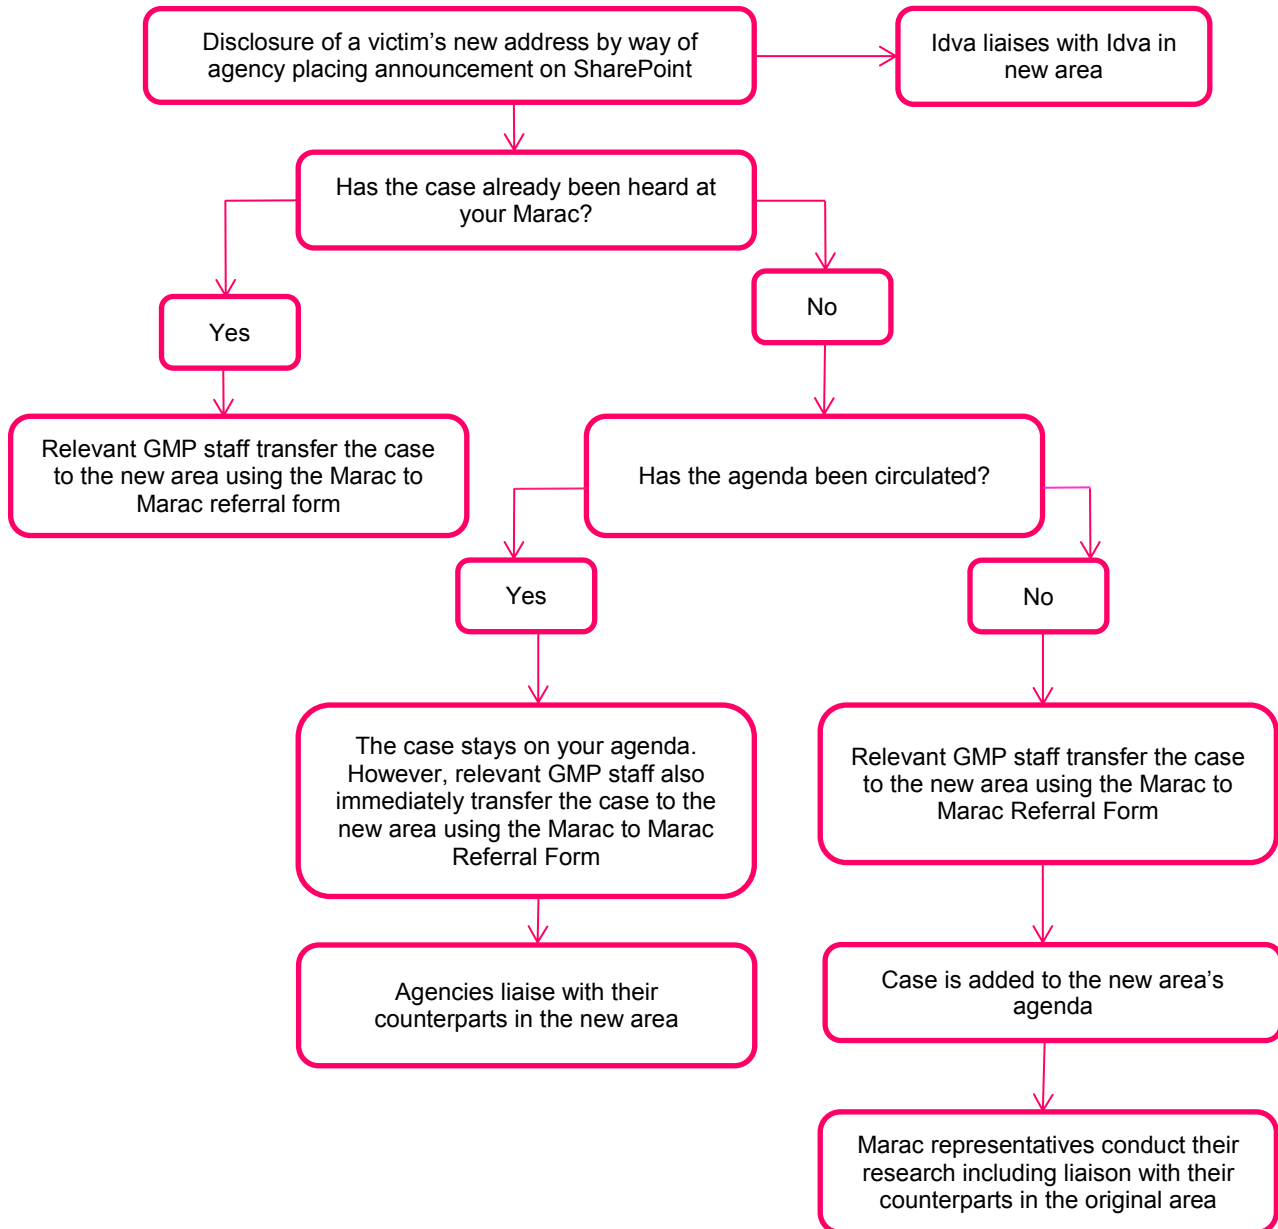 Disclosure of a victim’s new address by way of
agency placing announcement on SharePoint
Idva liaises with Idva in
new area
Has the case already been heard at
your Marac?
Yes
No
Relevant GMP staff transfer the case
to the new area using the Marac to
Marac referral form
Has the agenda been circulated?
Yes
No
The case stays on your agenda.
However, relevant GMP staff also
immediately transfer the case to the
new area using the Marac to Marac
Referral Form
Relevant GMP staff transfer the case
to the new area using the Marac to
Marac Referral Form
Agencies liaise with their
counterparts in the new area
Case is added to the new area’s
agenda
Marac representatives conduct their
research including liaison with their
counterparts in the original area